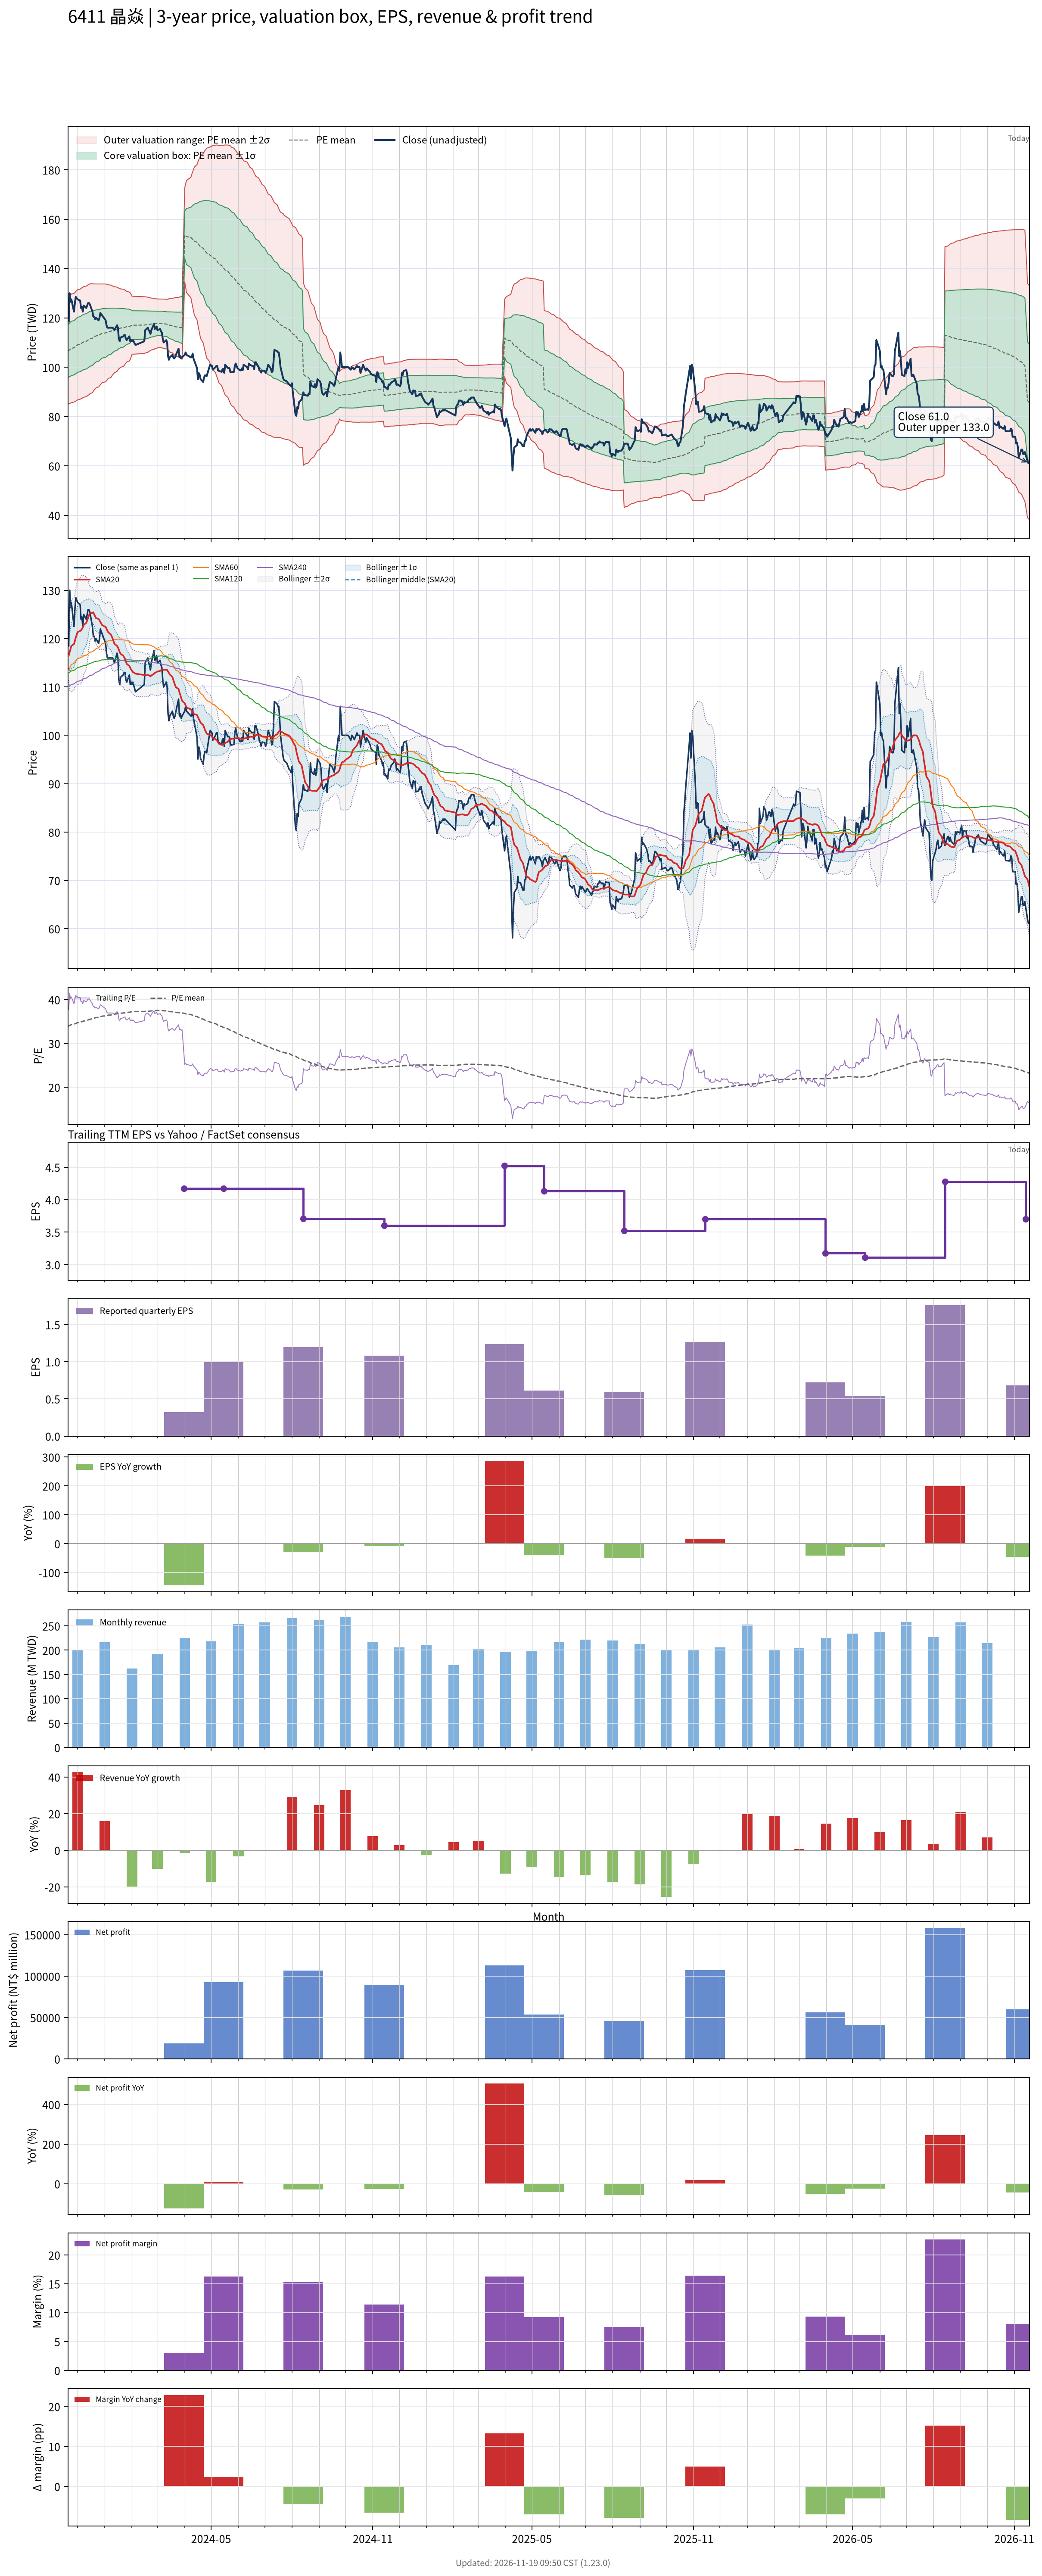 6411 晶焱 | 3-year price, valuation box, EPS, revenue & profit trend
Outer valuation range: PE mean ±2σ
PE mean
Close (unadjusted)
Core valuation box: PE mean ±1σ
Today
180
160
140
120
100
80
60
40
Price (TWD)
Close 61.0
Outer upper 133.0
Close (same as panel 1)
SMA60
SMA240
Bollinger ±1σ
SMA20
SMA120
Bollinger ±2σ
Bollinger middle (SMA20)
130
120
110
100
90
80
70
60
Price
Trailing P/E
P/E mean
40
30
20
P/E
Trailing TTM EPS vs Yahoo / FactSet consensus
Today
4.5
4.0
3.5
3.0
EPS
Reported quarterly EPS
1.5
1.0
0.5
0.0
EPS
EPS YoY growth
300
200
100
0
-100
YoY (%)
Monthly revenue
250
200
150
100
50
0
Revenue (M TWD)
Revenue YoY growth
40
20
0
-20
YoY (%)
Month
Net profit
150000
100000
50000
0
Net profit (NT$ million)
Net profit YoY
400
200
0
YoY (%)
Net profit margin
20
15
10
5
0
Margin (%)
Margin YoY change
20
10
0
Δ margin (pp)
2024-05
2024-11
2025-05
2025-11
2026-05
2026-11
Updated: 2026-11-19 09:50 CST (1.23.0)